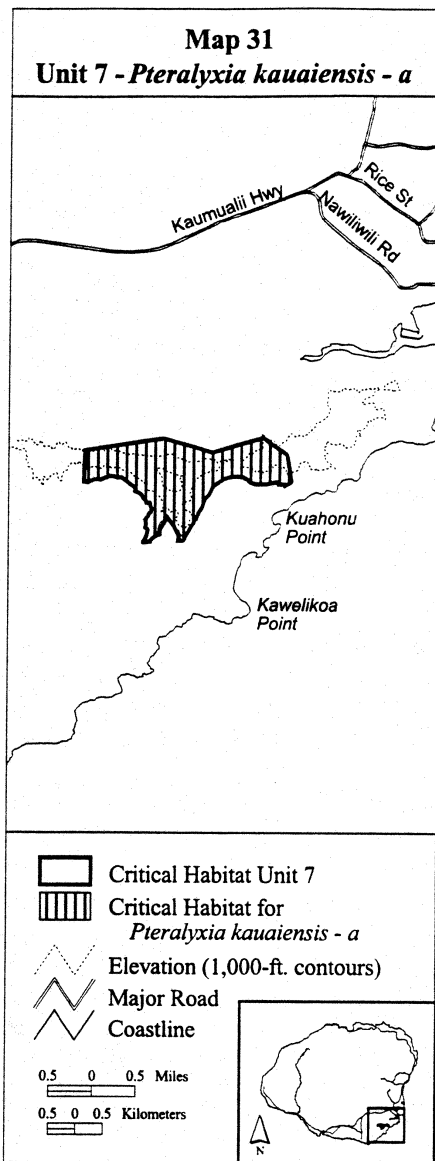 Map 31
Unit 7 - Pteralyxia kauaiensis - a
Rice St
Kaumualii Hwy
Nawiliwili Rd
Kuahonu
Point
Kawelikoa
Point
Critical Habitat Unit 7
Critical Habitat for
Pteralyxia kauaiensis - a
Elevation (1,000-ft. contours)
Major Road
Coastline
0.5 0 0.5 Miles
0.5 0 0.5 Kilometers
N